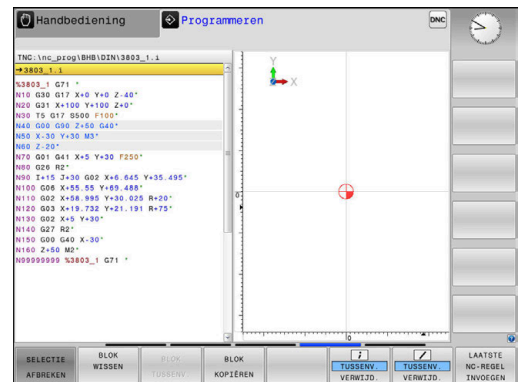 Handbediening
Programmeren
DNC
TNC:\nc_prog\BHB\DIN\3803_1.i
→3803_1.i
%3803_1 G71 *
N10 G30 G17 X+0 Y+0 Z-40*
N20 G31 X+100 Y+100 Z+0*
N30 T5 G17 S500 F100*
N40 G00 G90 Z+50 G40*
N50 X-30 Y+30 M3*
N60 Z-20*
N70 G01 G41 X+5 Y+30 F250*
N80 G26 R2*
N90 I+15 J+30 G02 X+6.645 Y+35.495*
N100 G06 X+55.55 Y+69.488*
N110 G02 X+58.995 Y+30.025 R+20*
N120 G03 X+19.732 Y+21.191 R+75*
N130 G02 X+5 Y+30*
N140 G27 R2*
N150 G00 G40 X-30*
N160 Z+50 M2*
N99999999 %3803_1 G71 *
Y
X
0
0
SELECTIE
AFBREKEN
BLOK
WISSEN
BLOK
TUSSENV.
BLOK
KOPIËREN
TUSSENV.
VERWIJD.
TUSSENV.
VERWIJD.
LAATSTE
NC-REGEL
INVOEGEN